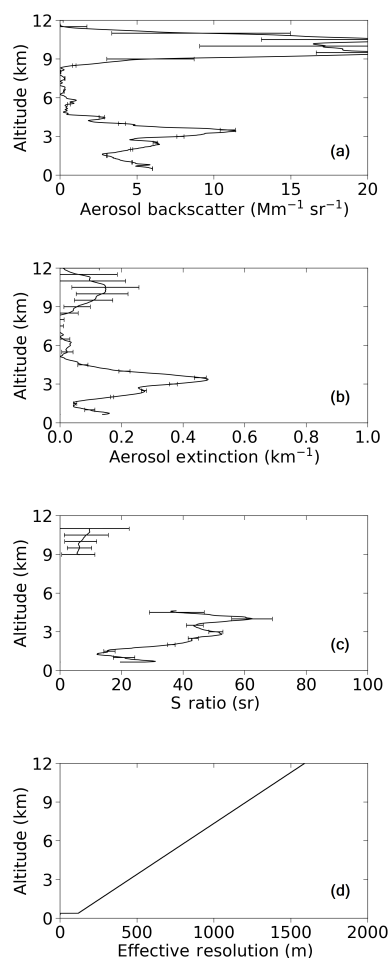 12
9
6
3
0
Altitude (km)
(a)
0 5 10 15 20
Aerosol backscatter (Mm⁻¹ sr⁻¹)
12
9
6
3
0
Altitude (km)
(b)
0.0 0.2 0.4 0.6 0.8 1.0
Aerosol extinction (km⁻¹)
12
9
6
3
0
Altitude (km)
(c)
0 20 40 60 80 100
S ratio (sr)
12
9
6
3
0
Altitude (km)
(d)
0 500 1000 1500 2000
Effective resolution (m)